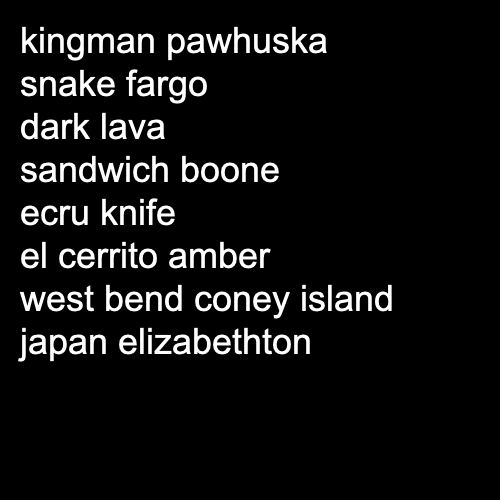 kingman pawhuska
snake fargo
dark lava
sandwich boone
ecru knife
el cerrito amber
west bend coney island
japan elizabethton